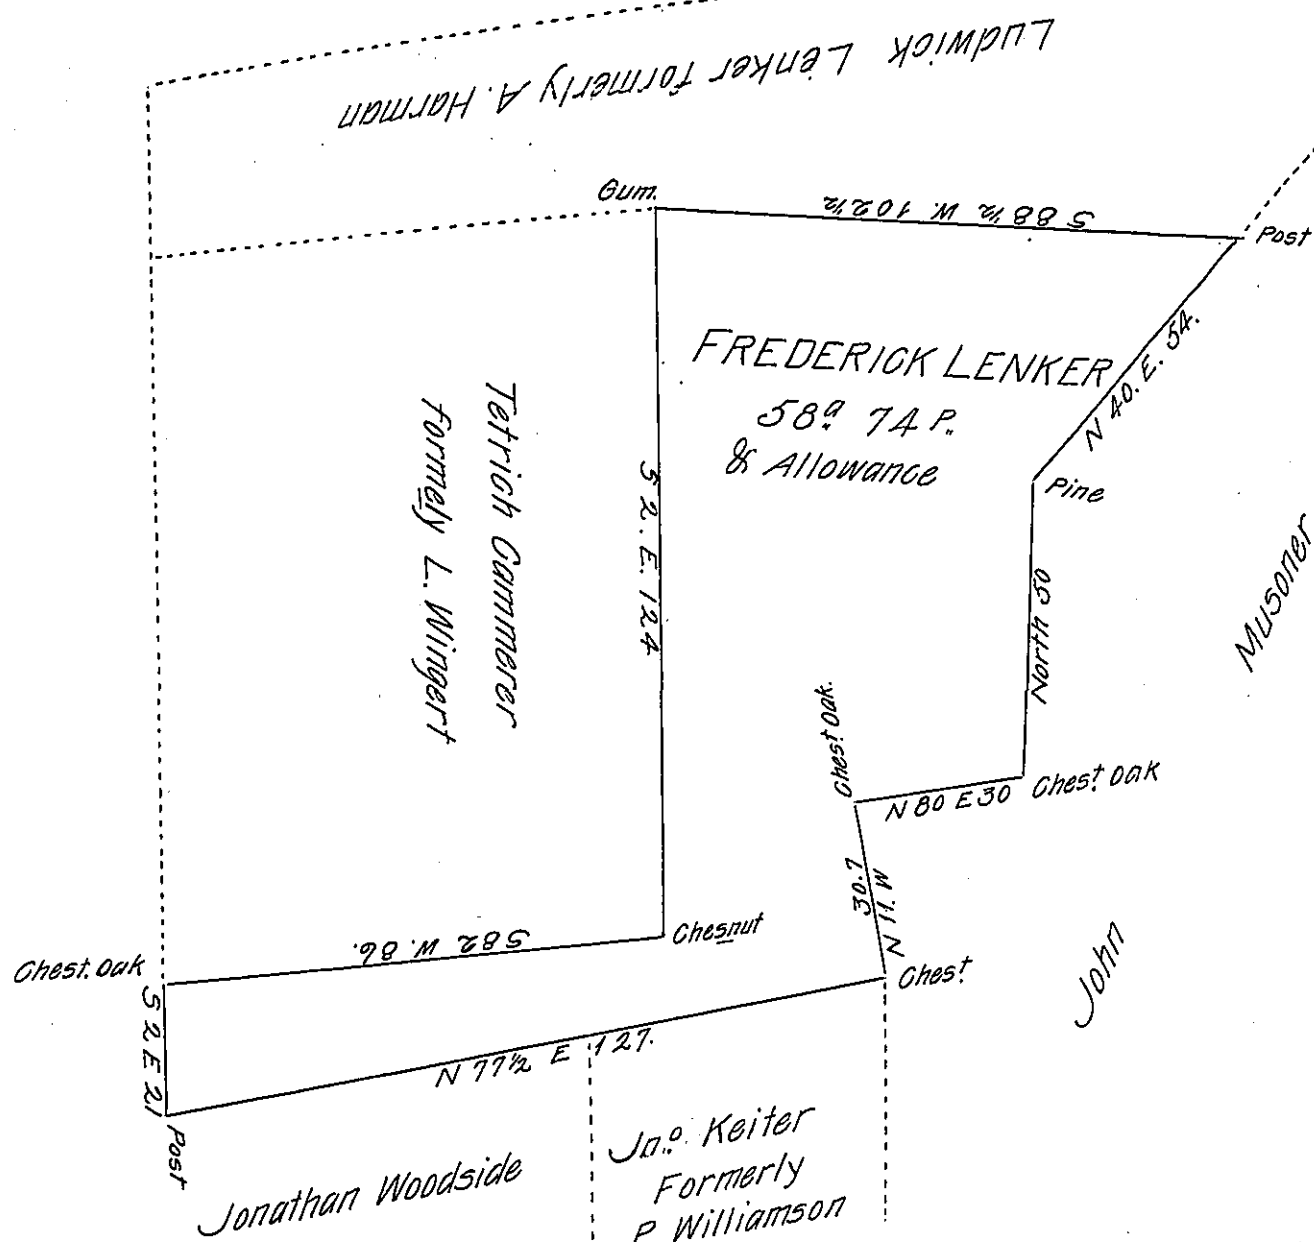 Ludwick Lenker formerly A. Harman
Gum.
S 88½ W. 102½
Post
N 40. E. 54.
FREDERICK LENKER
58a. 74 P.
& Allowance
Pine
Tetrich Cammerer
formely L. Wingert
S 2. E. 124
North 50
Musoner
Chest Oak.
N 80 E 30
Chest. Oak
N 11. W
30.7
Chesnut
S 82 W. 86.
Chest. Oak
Chest.
John
S 2 E 21
N 77½ E 127.
Post
Jonathan Woodside
Jno. Keiter
Formerly
P Williamson